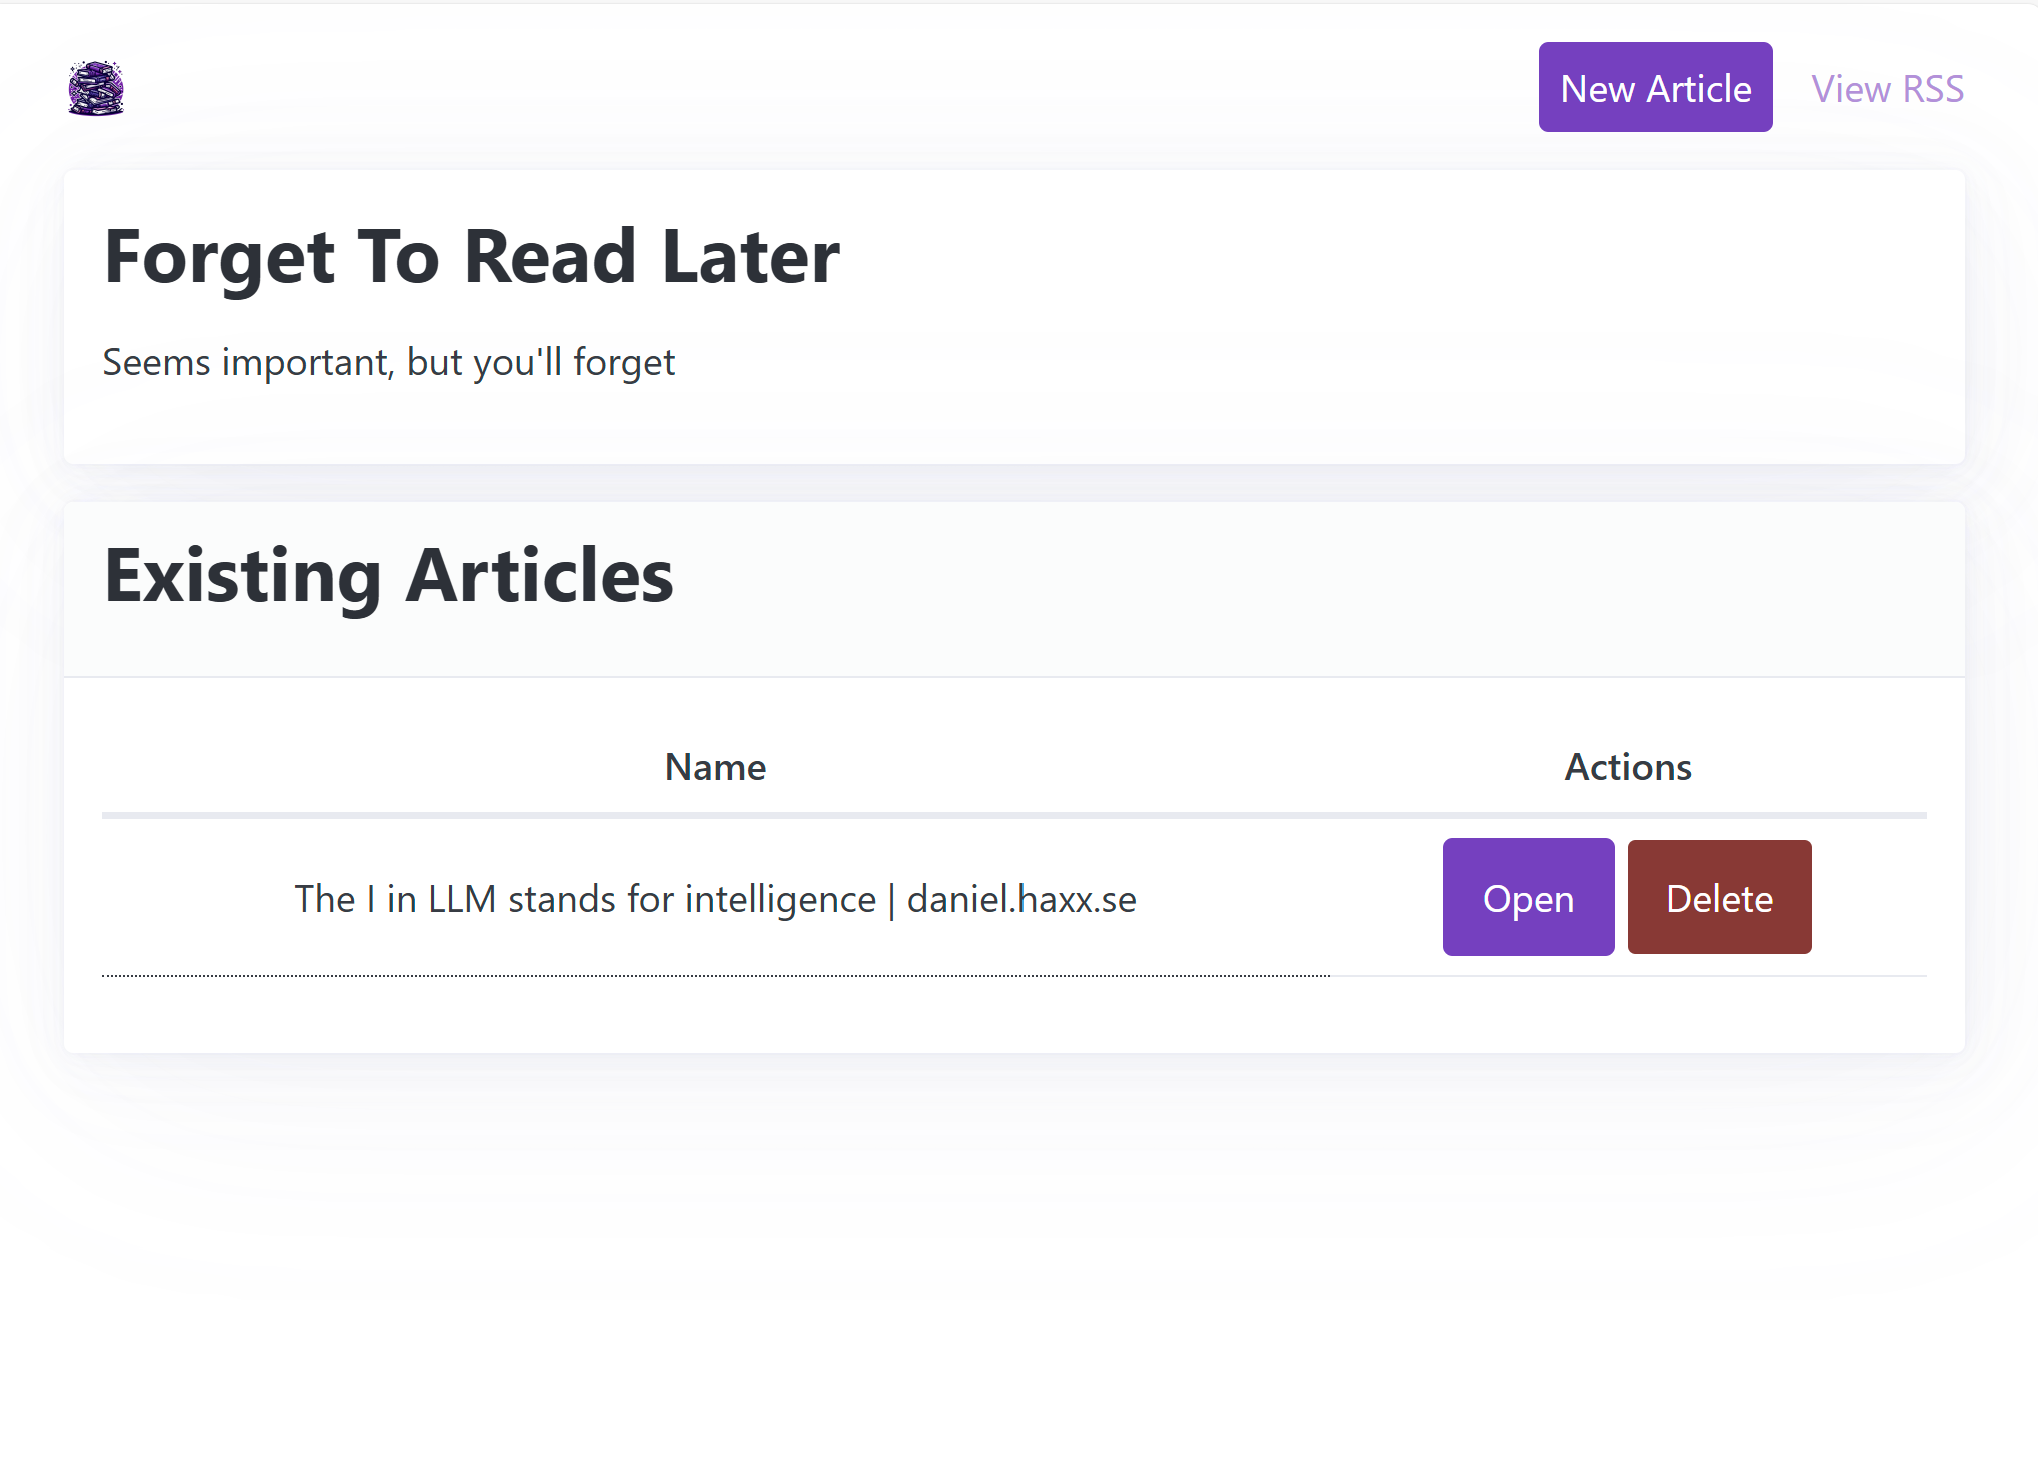 New Article View RSS
Forget To Read Later
Seems important, but you'll forget
Existing Articles
Name Actions
The I in LLM stands for intelligence | daniel.haxx.se Open Delete